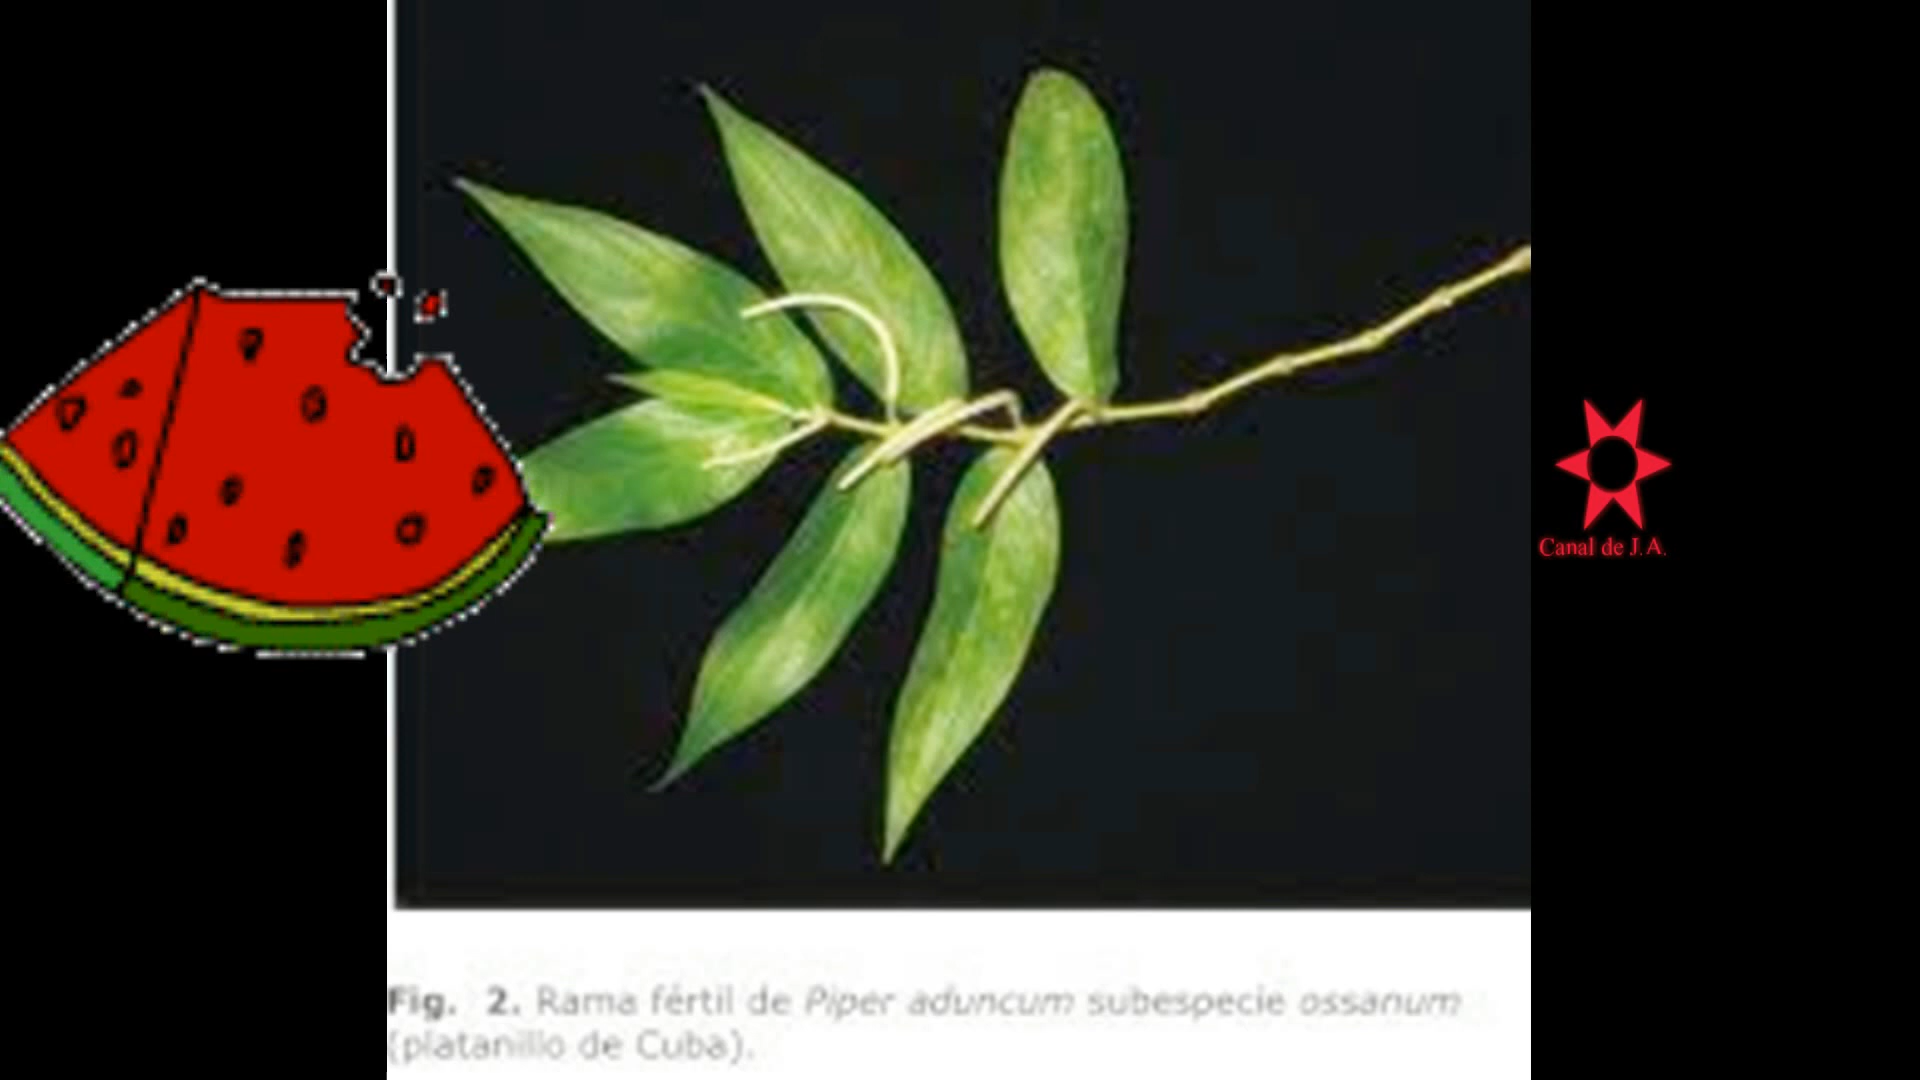 Canal de J.A.
Fig. 2. Rama fértil de Piper aduncum subespecie ossanum
(platanillo de Cuba).